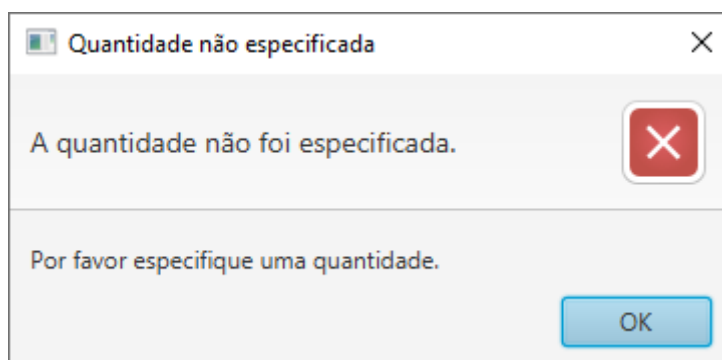 Quantidade não especificada
A quantidade não foi especificada.
Por favor especifique uma quantidade.
OK